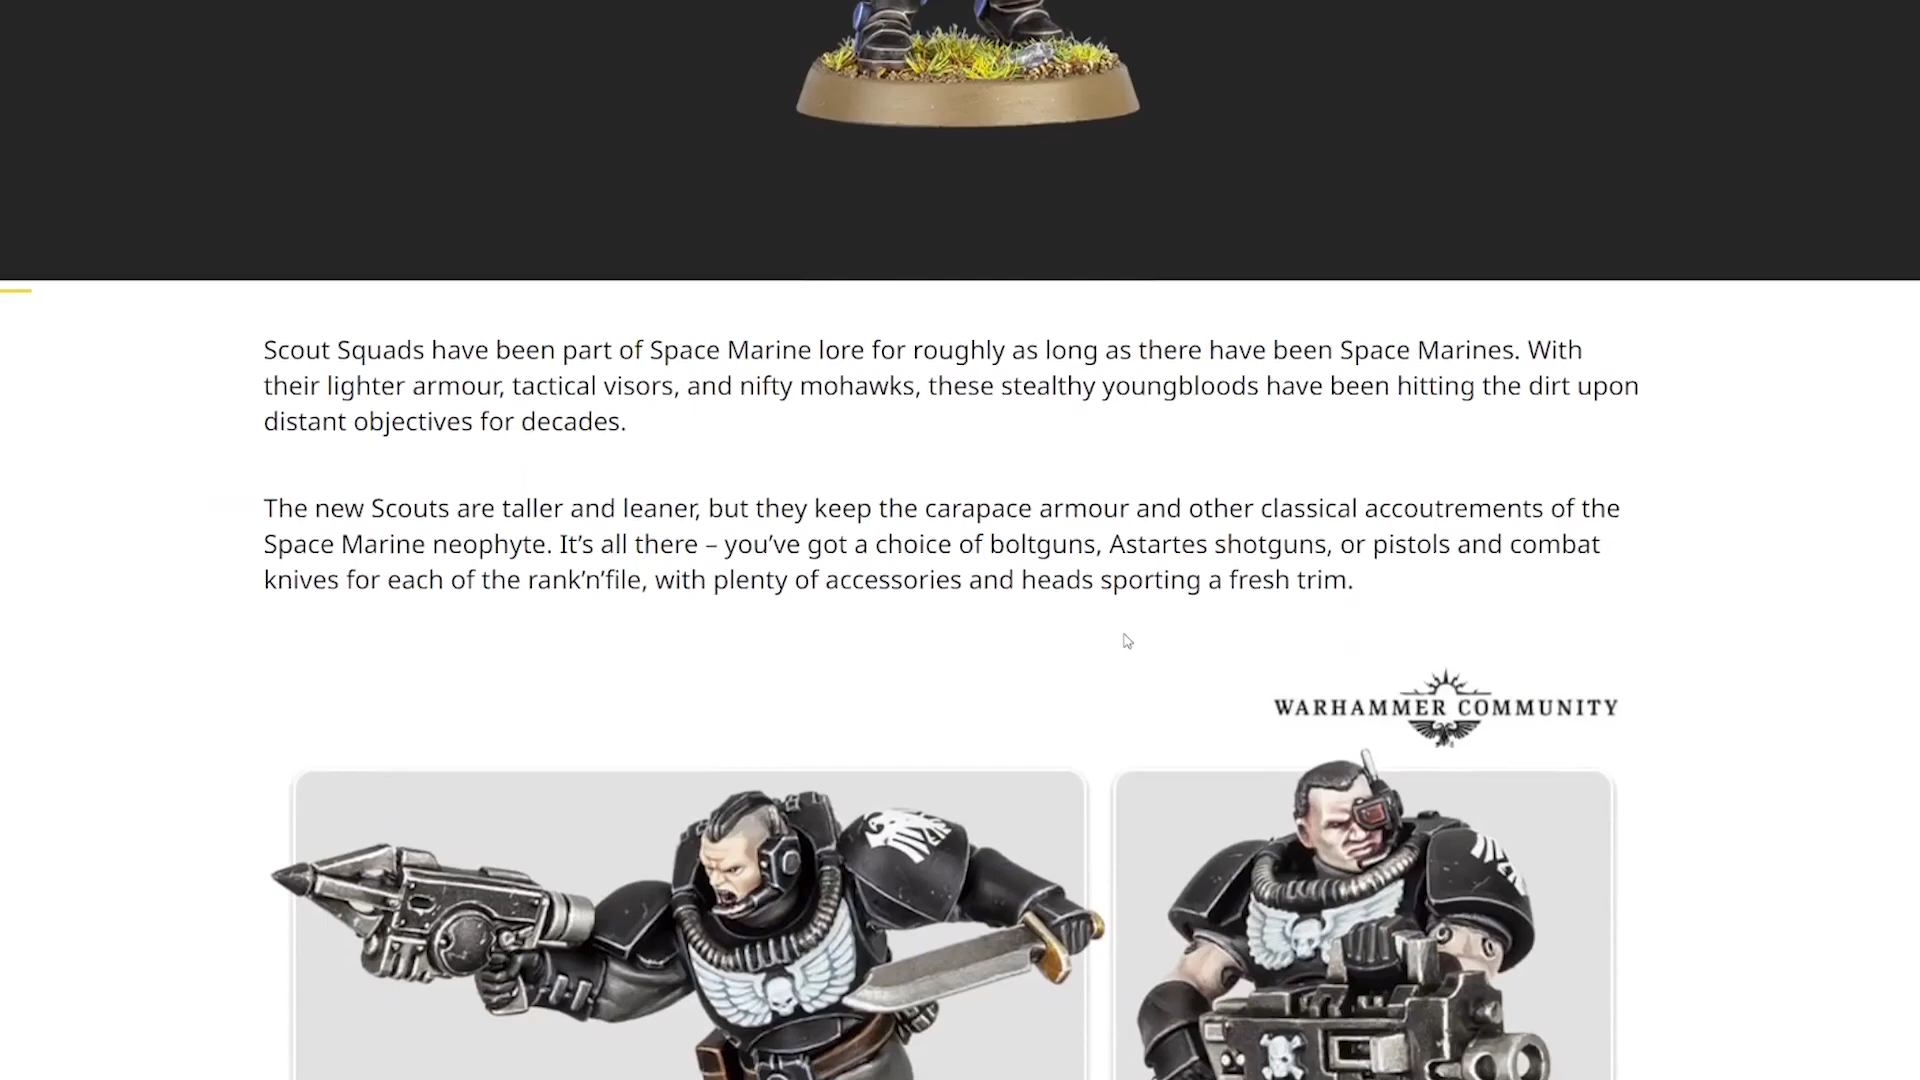 Scout Squads have been part of Space Marine lore for roughly as long as there have been Space Marines. With
their lighter armour, tactical visors, and nifty mohawks, these stealthy youngbloods have been hitting the dirt upon
distant objectives for decades.
The new Scouts are taller and leaner, but they keep the carapace armour and other classical accoutrements of the
Space Marine neophyte. It’s all there – you’ve got a choice of boltguns, Astartes shotguns, or pistols and combat
knives for each of the rank’n’file, with plenty of accessories and heads sporting a fresh trim.
WARHAMMER COMMUNITY